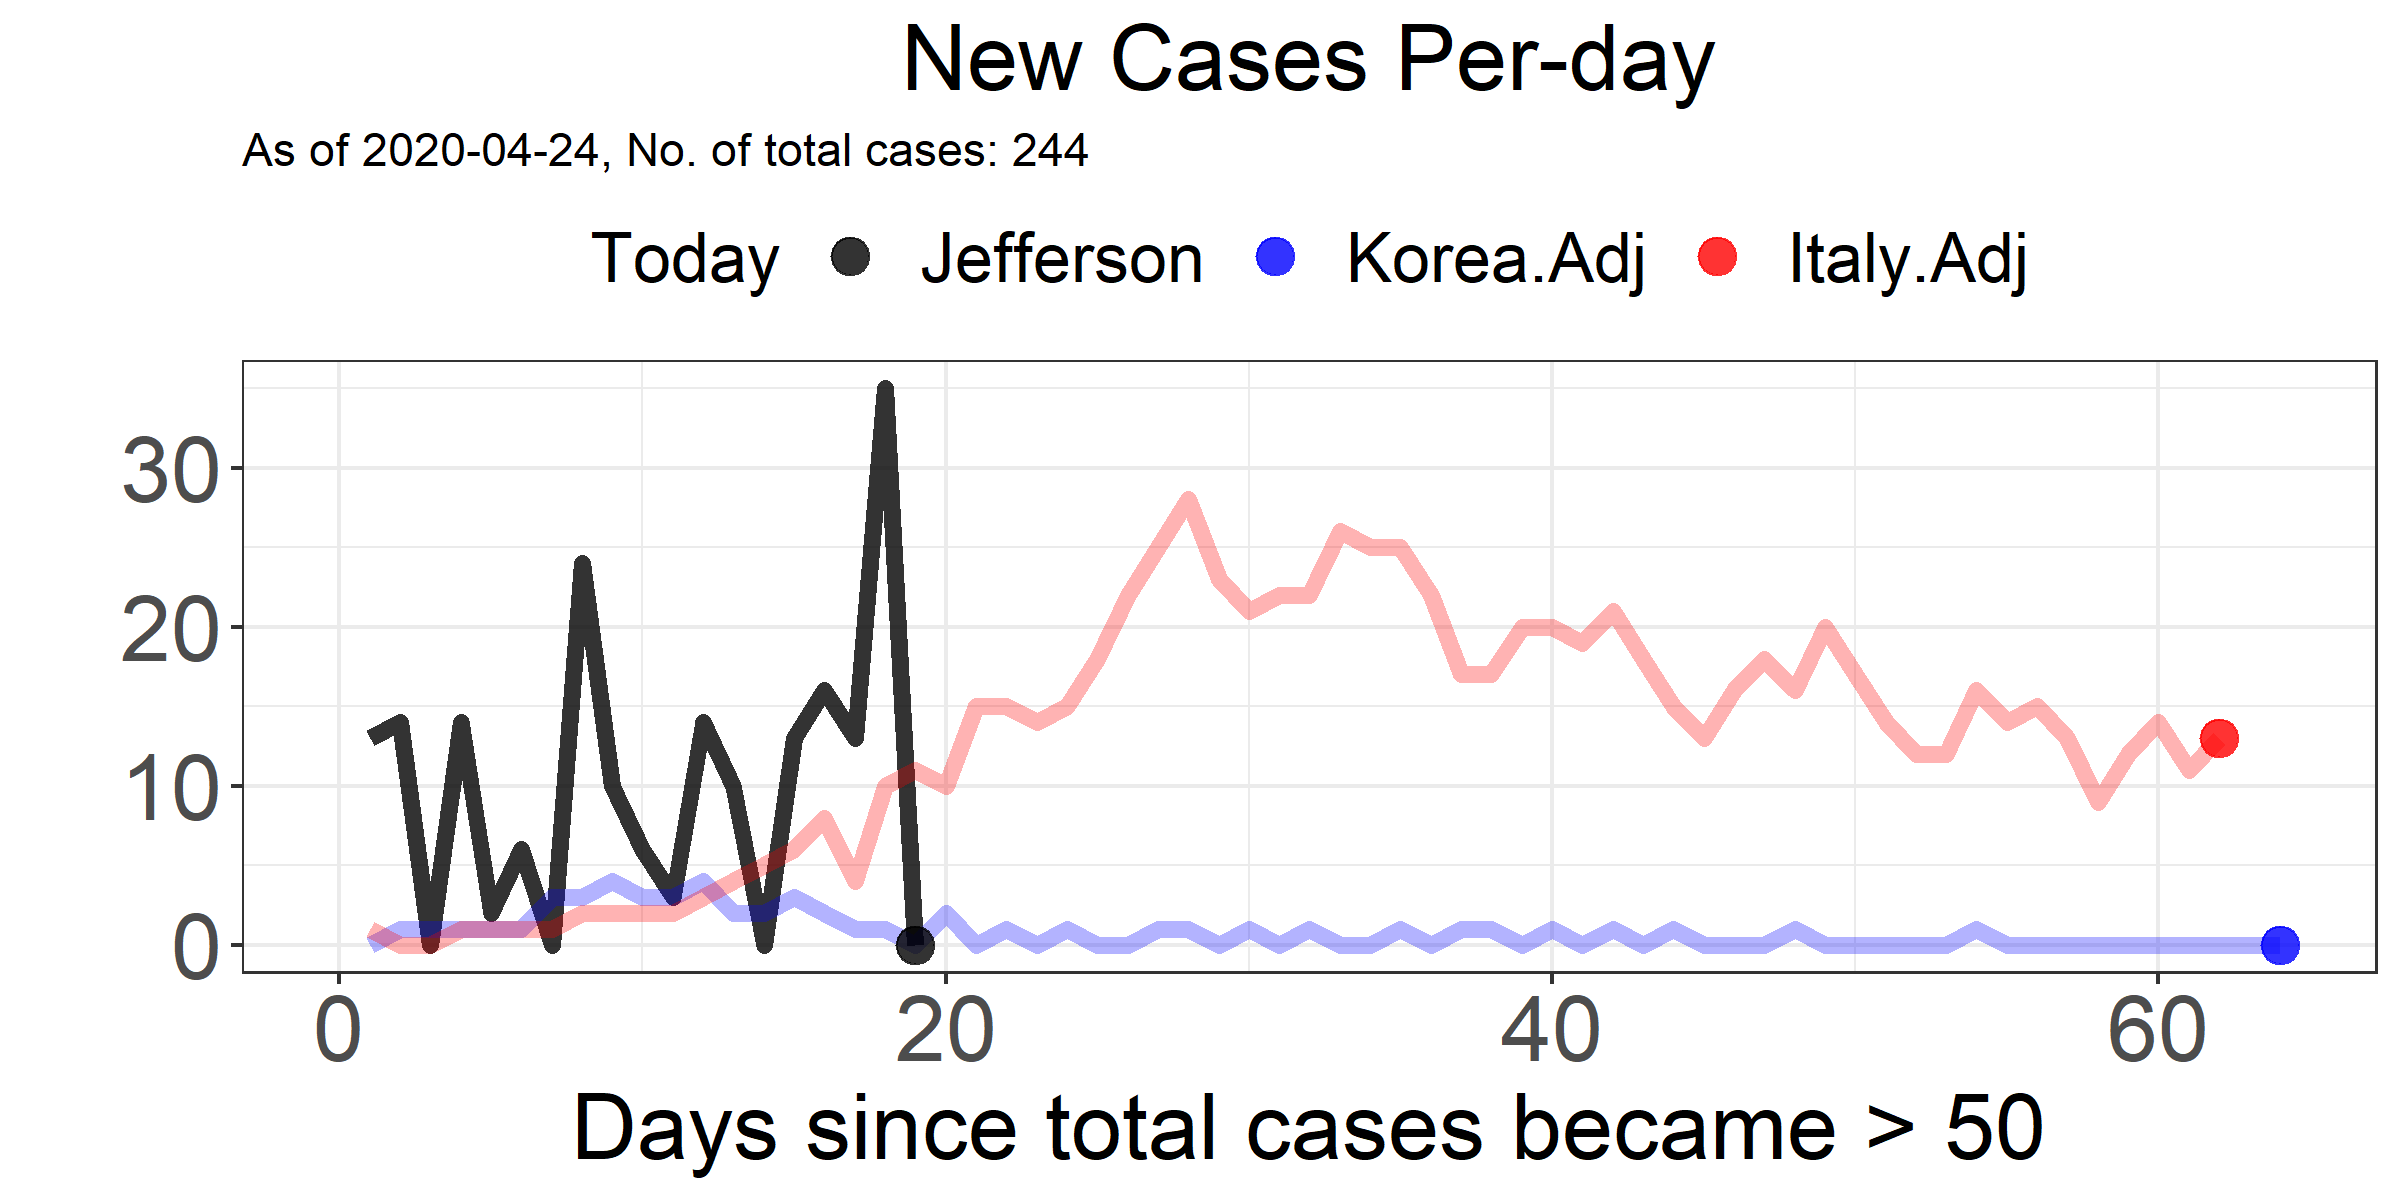 New Cases Per-day
As of 2020-04-24, No. of total cases: 244
Today Jefferson Korea.Adj Italy.Adj
30
20
10
0
0 20 40 60
Days since total cases became > 50